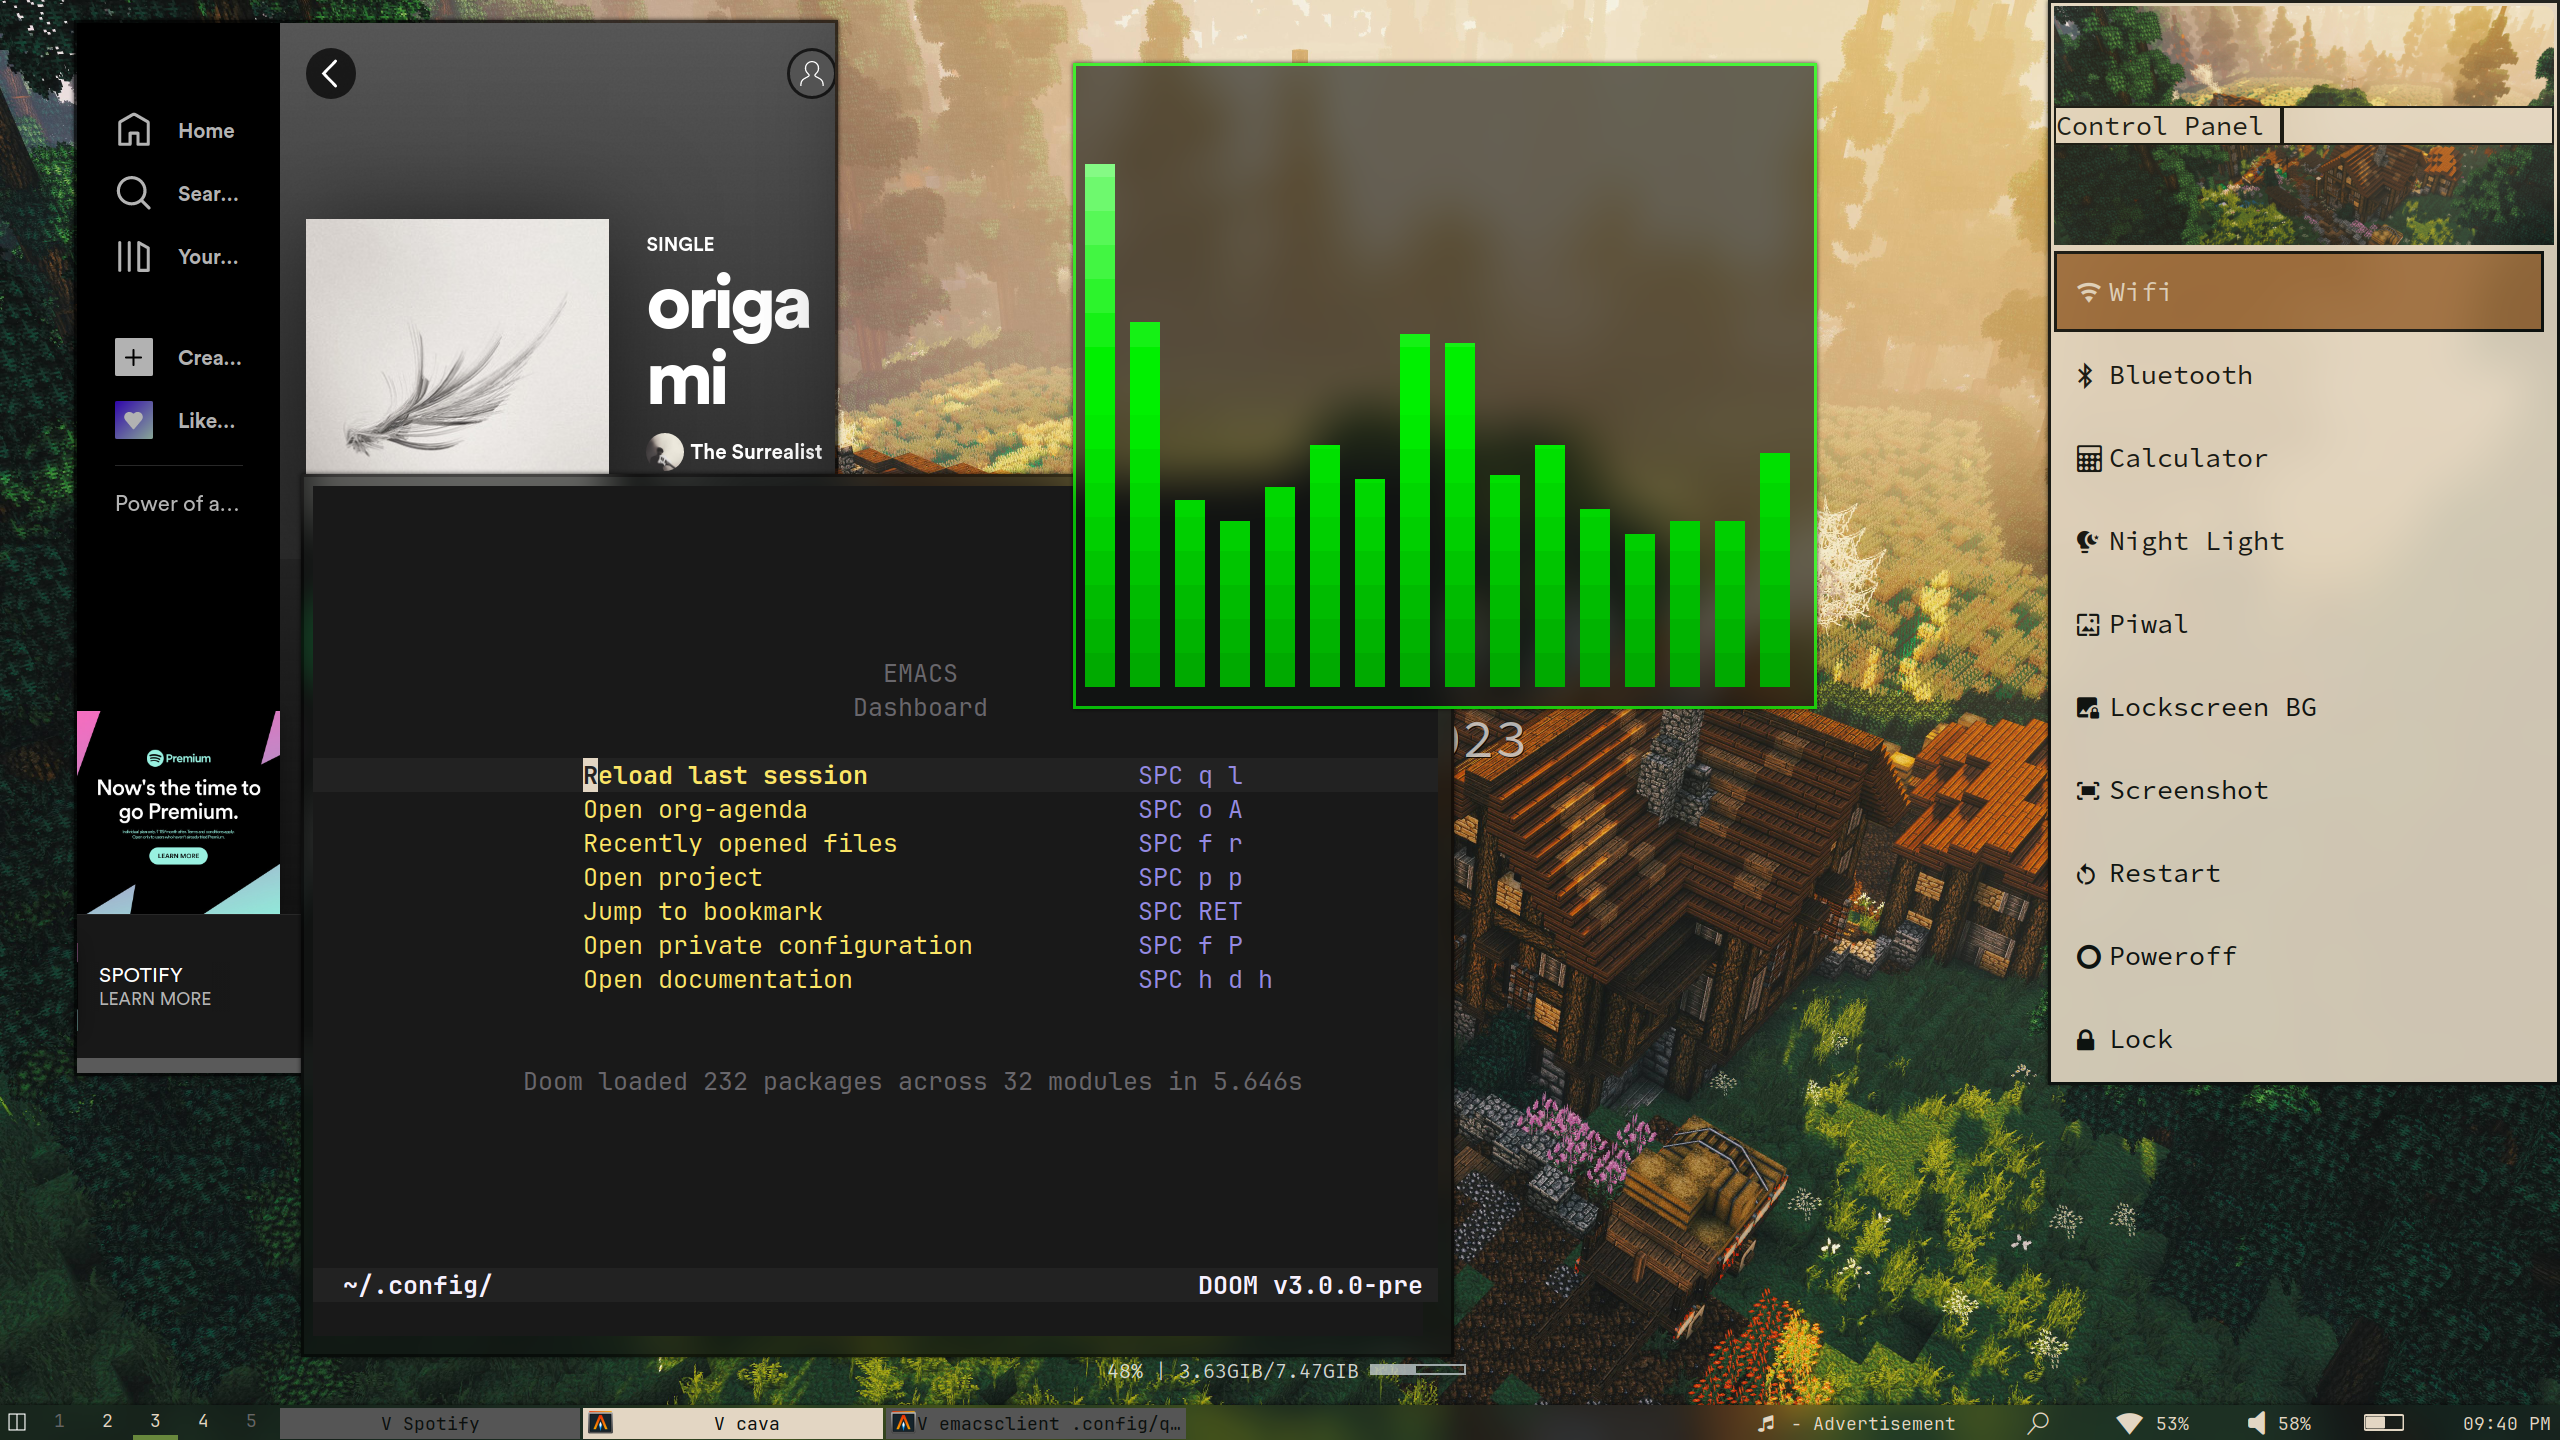 Home
Sear...
Your...
Crea...
Like...
Power of a...
Premium
Now's the time to
go Premium.
LEARN MORE
SPOTIFY
LEARN MORE
SINGLE
origa
mi
The Surrealist
EMACS
Dashboard
Reload last session SPC q l
Open org-agenda SPC o A
Recently opened files SPC f r
Open project SPC p p
Jump to bookmark SPC RET
Open private configuration SPC f P
Open documentation SPC h d h
Doom loaded 232 packages across 32 modules in 5.646s
~/.config/ DOOM v3.0.0-pre
23
Control Panel
Wifi
Bluetooth
Calculator
Night Light
Piwal
Lockscreen BG
Screenshot
Restart
Poweroff
Lock
48% | 3.63GIB/7.47GIB
1 2 3 4 5 V Spotify V cava V emacsclient .config/q… - Advertisement 53% 58% 09:40 PM